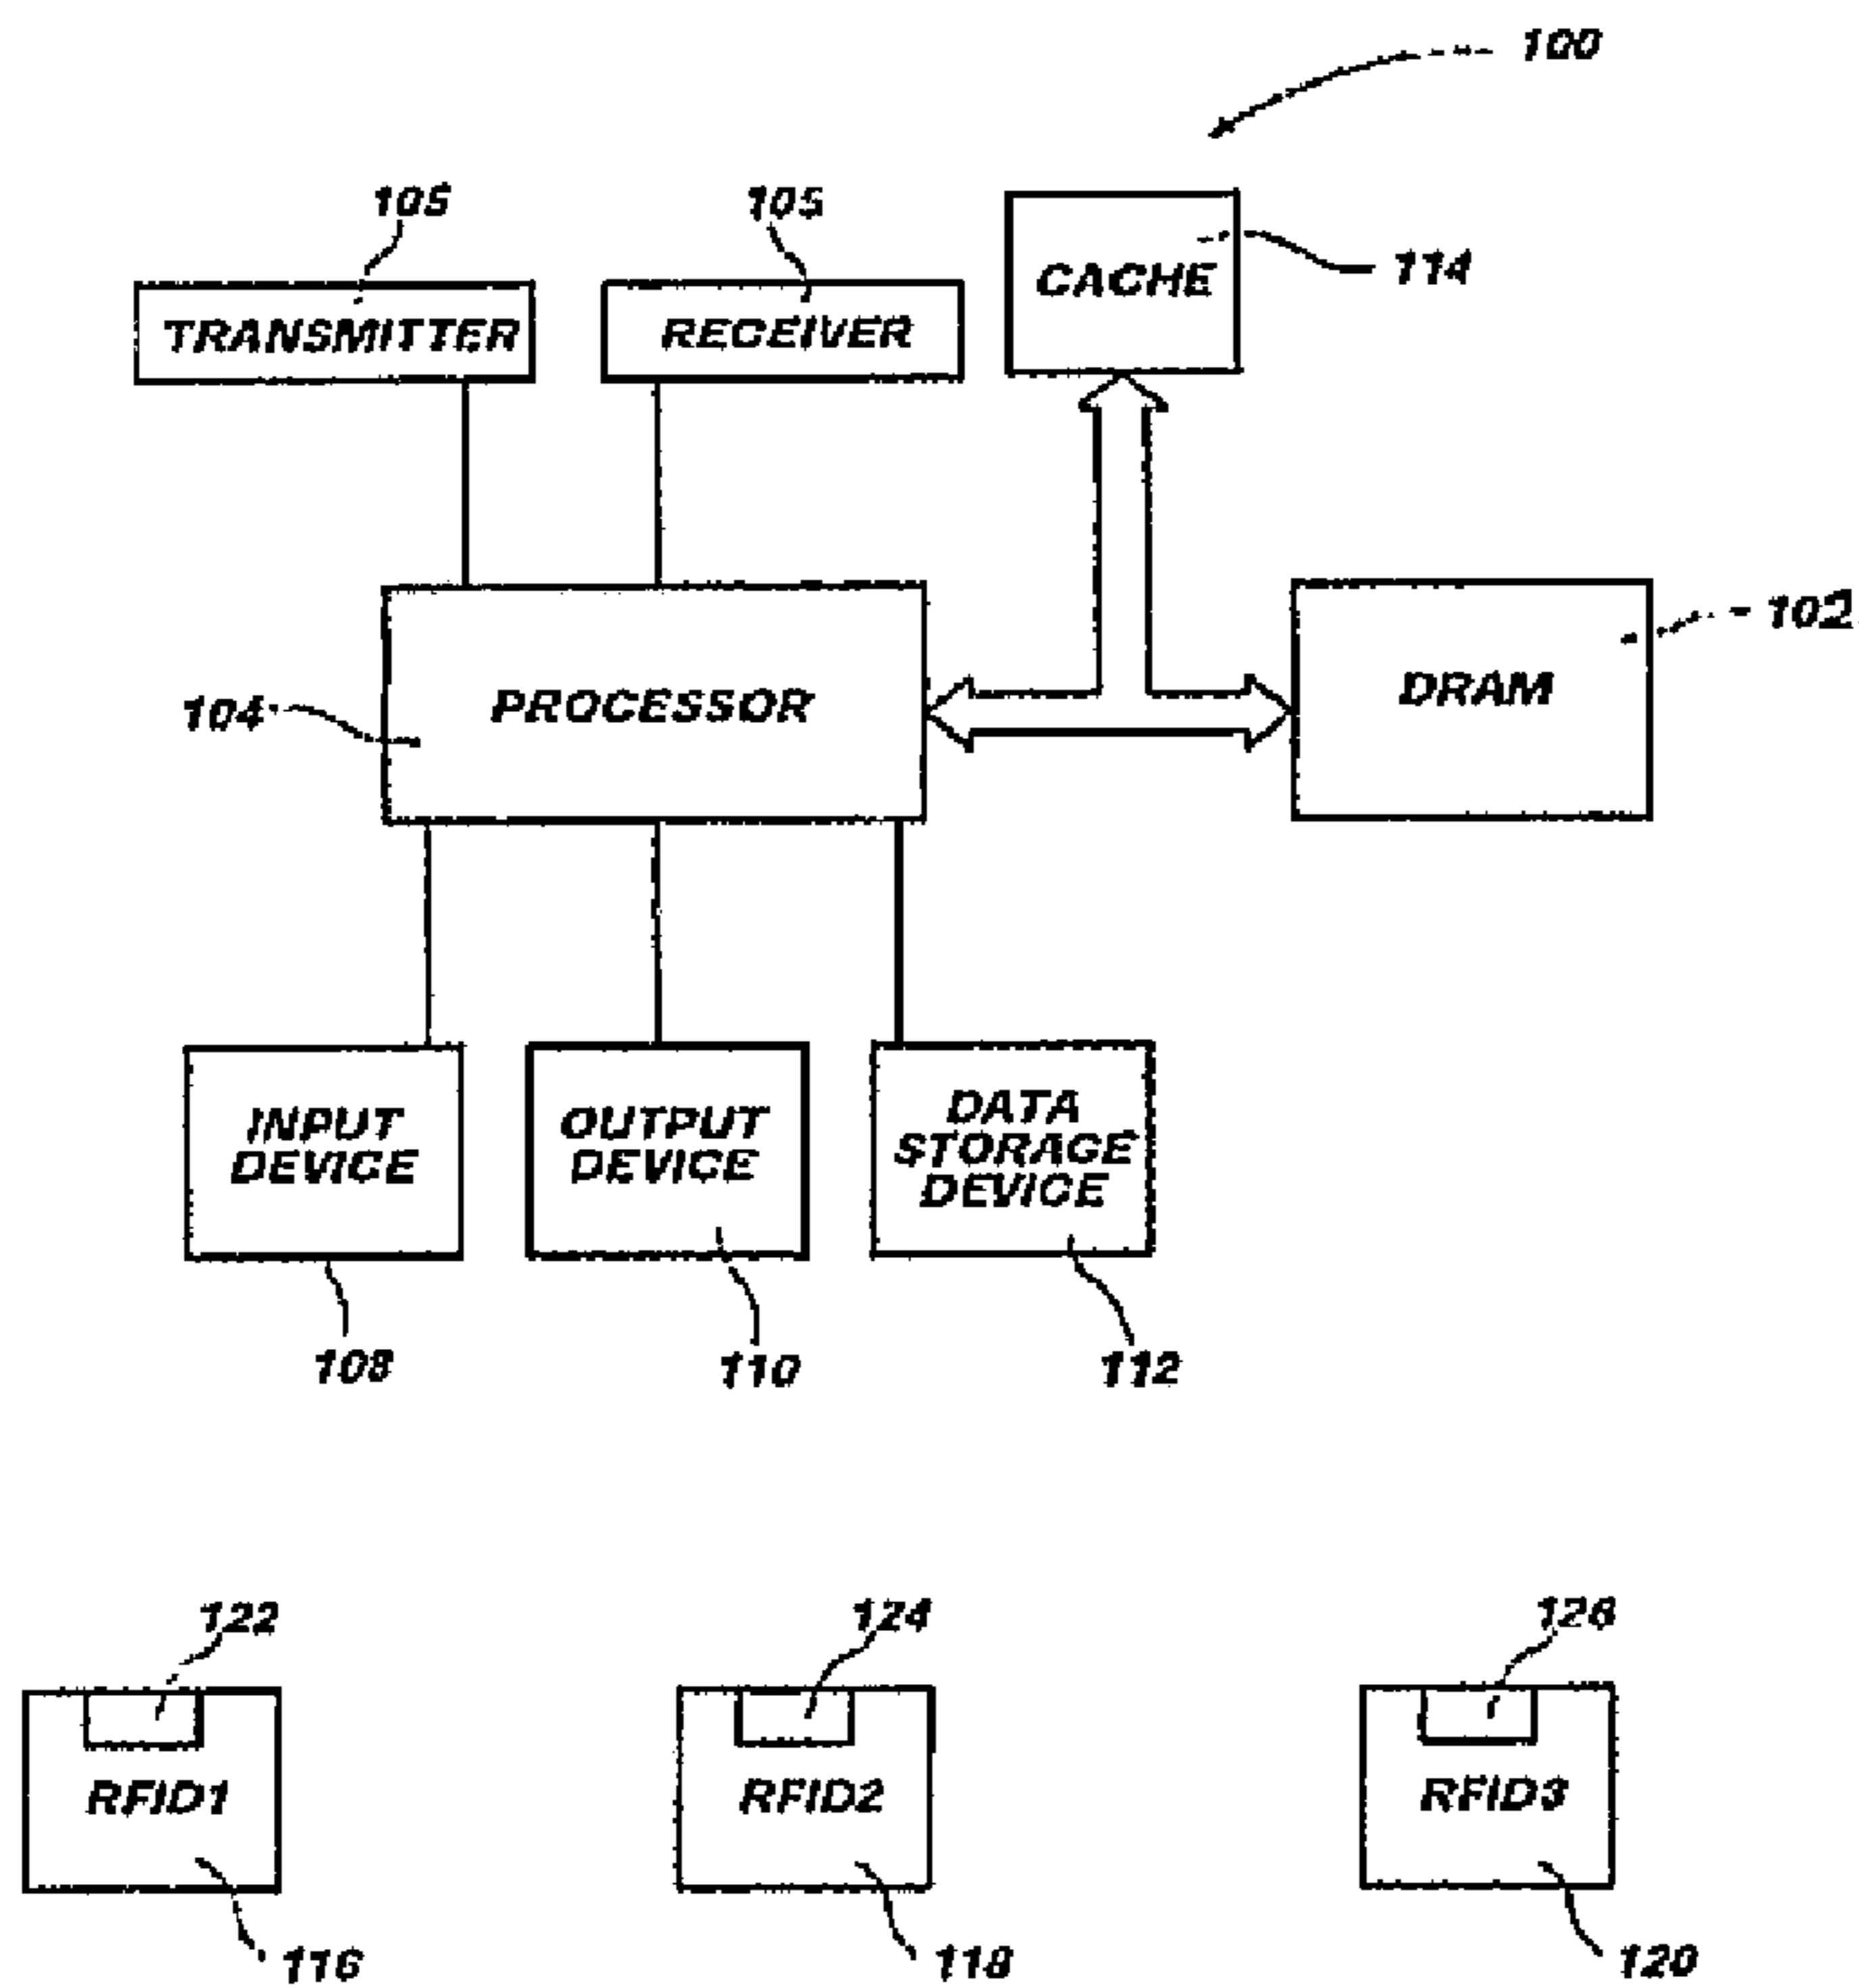 100
105
105
114
CACHE
TRANSMITTER
RECEIVER
102
DRAM
104
PROCESSOR
INPUT
DEVICE
OUTPUT
DEVICE
DATA
STORAGE
DEVICE
108
110
112
122
124
126
RFID1
RFID2
RFID3
116
118
120